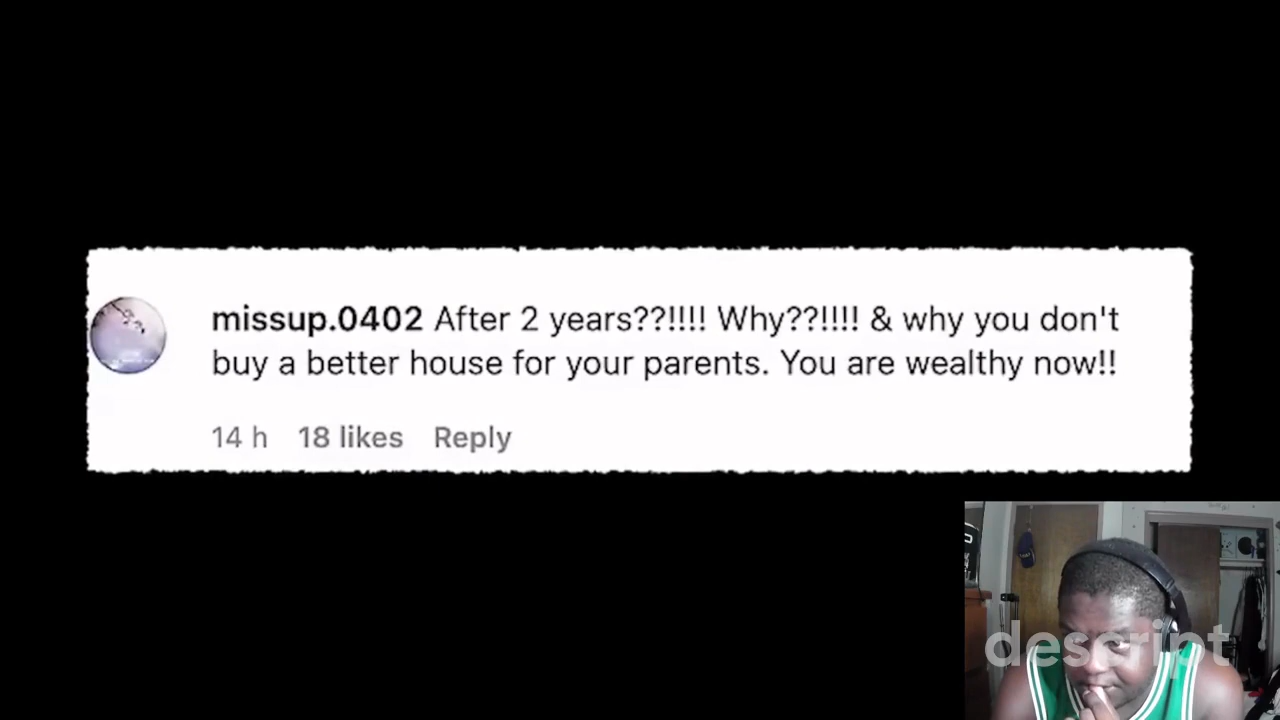 missup.0402 After 2 years??!!!! Why??!!!! & why you don't
buy a better house for your parents. You are wealthy now!!
14 h 18 likes Reply
descript